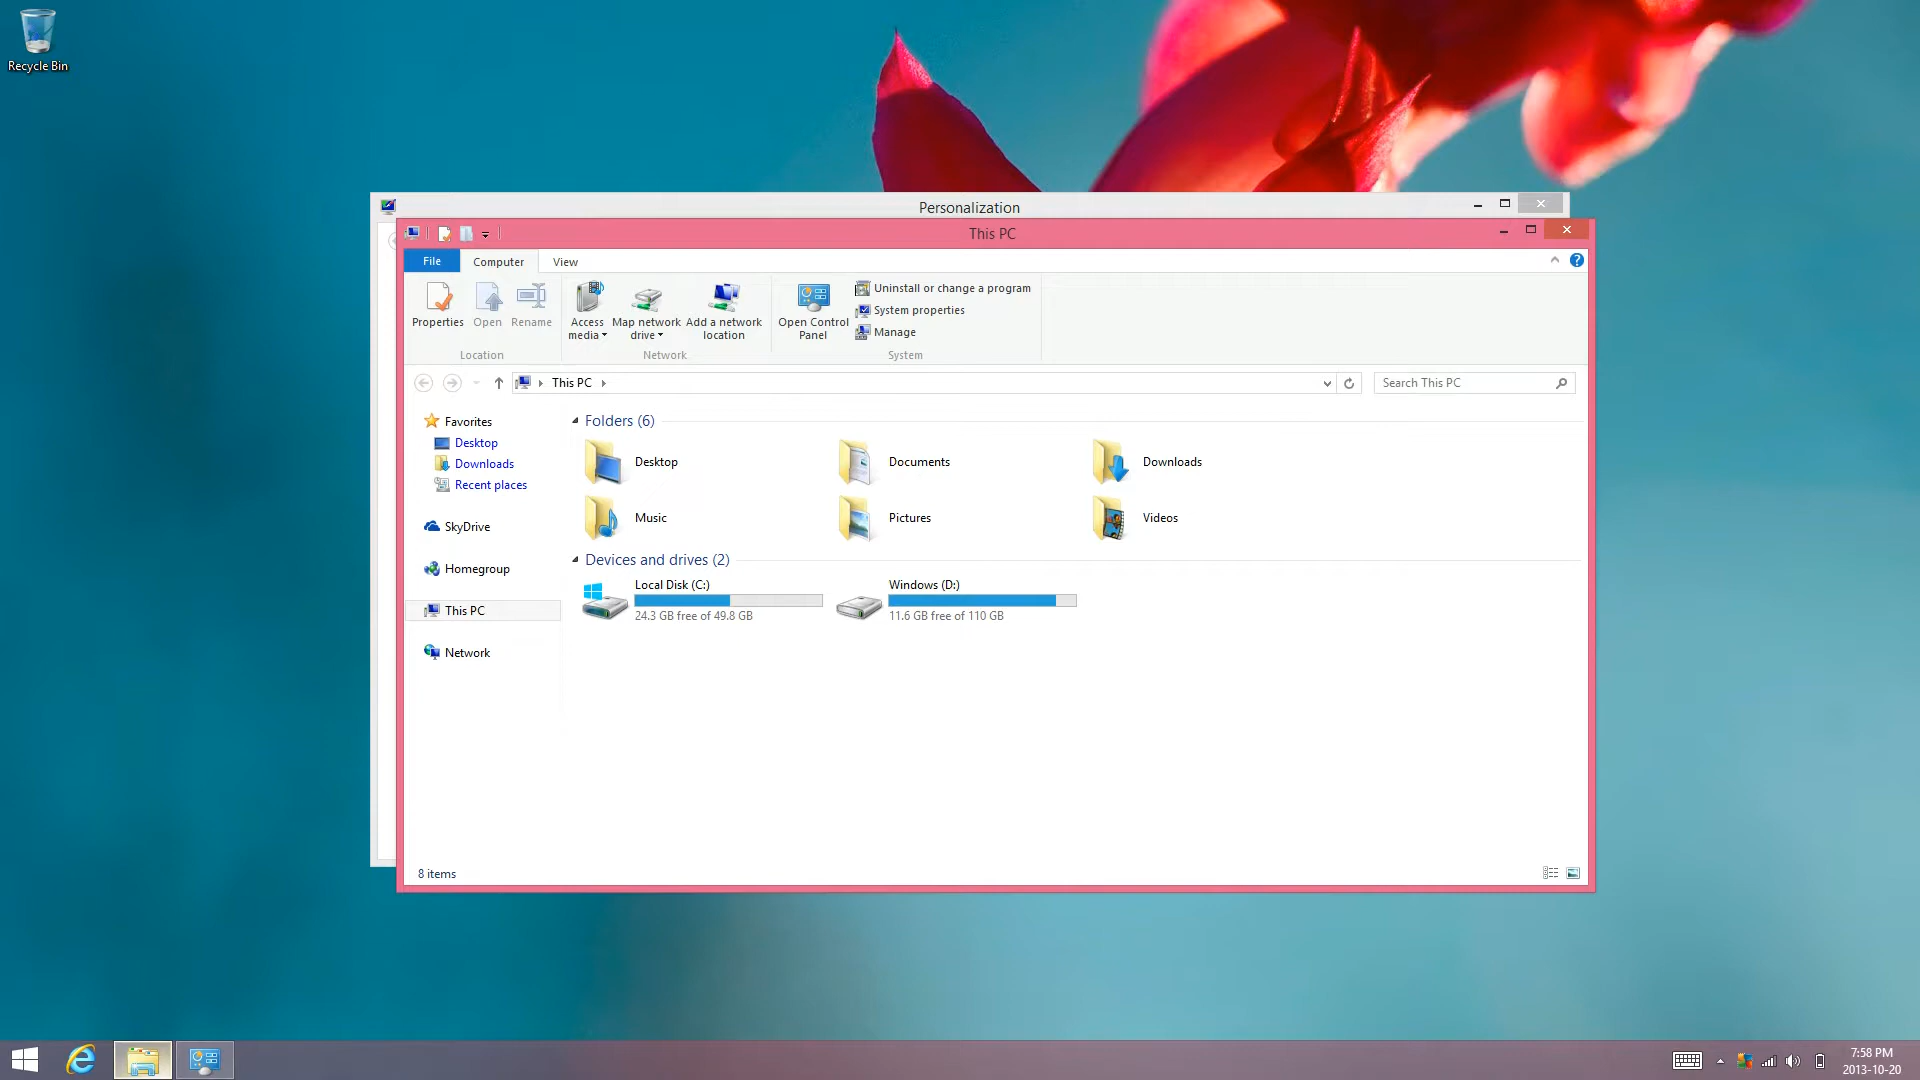 Recycle Bin
Personalization
This PC
File
Computer
View
Properties
Open
Rename
Access media
Map network drive
Add a network location
Open Control Panel
Uninstall or change a program
System properties
Manage
Location
Network
System
This PC
Search This PC
Favorites
Desktop
Downloads
Recent places
SkyDrive
Homegroup
This PC
Network
Folders (6)
Desktop
Documents
Downloads
Music
Pictures
Videos
Devices and drives (2)
Local Disk (C:)
24.3 GB free of 49.8 GB
Windows (D:)
11.6 GB free of 110 GB
8 items
7:58 PM
2013-10-20